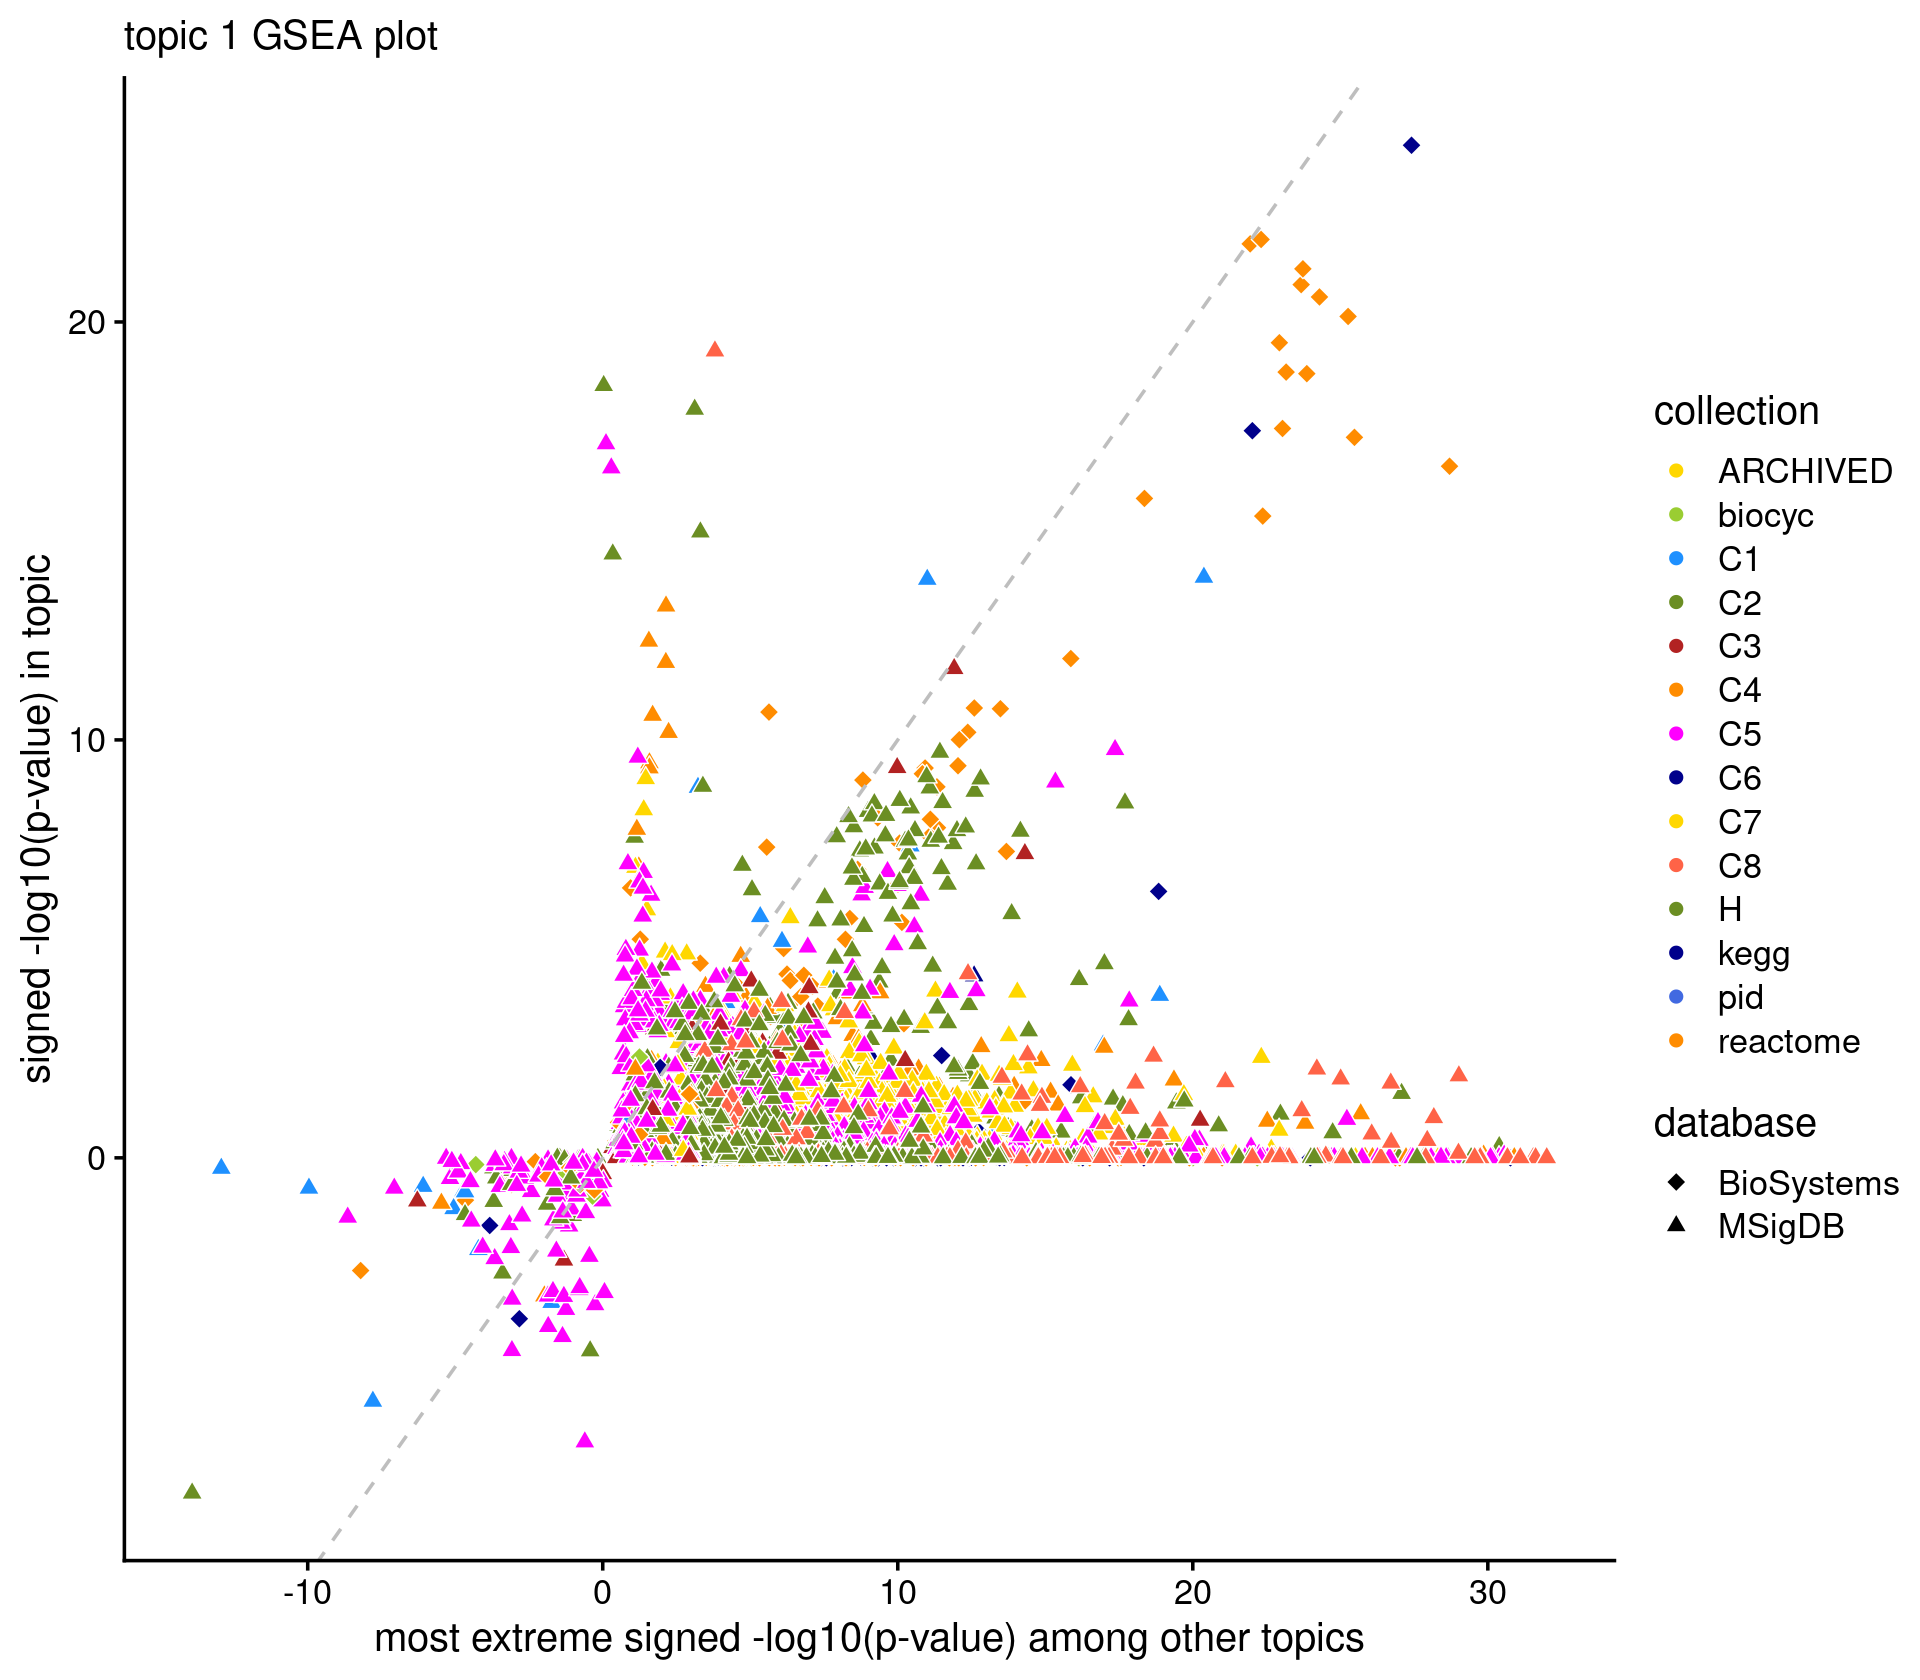 topic 1 GSEA plot
signed -log10(p-value) in topic
20
10
0
-10
0
10
20
30
most extreme signed -log10(p-value) among other topics
collection
ARCHIVED
biocyc
C1
C2
C3
C4
C5
C6
C7
C8
H
kegg
pid
reactome
database
BioSystems
MSigDB